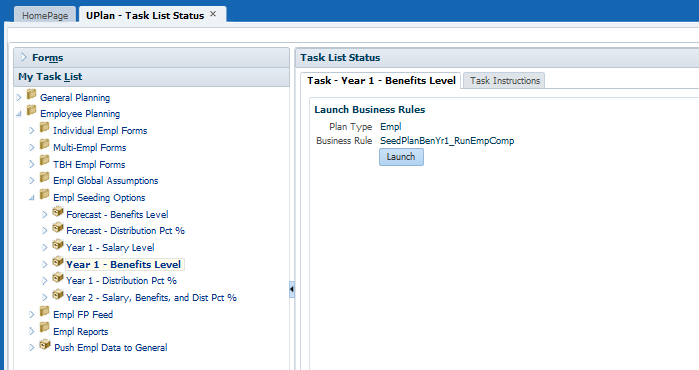 HomePage
UPlan - Task List Status ×
Forms
My Task List
General Planning
Employee Planning
Individual Empl Forms
Multi-Empl Forms
TBH Empl Forms
Empl Global Assumptions
Empl Seeding Options
Forecast - Benefits Level
Forecast - Distribution Pct %
Year 1 - Salary Level
Year 1 - Benefits Level
Year 1 - Distribution Pct %
Year 2 - Salary, Benefits, and Dist Pct %
Empl FP Feed
Empl Reports
Push Empl Data to General
Task List Status
Task - Year 1 - Benefits Level
Task Instructions
Launch Business Rules
Plan Type Empl
Business Rule SeedPlanBenYr1_RunEmpComp
Launch